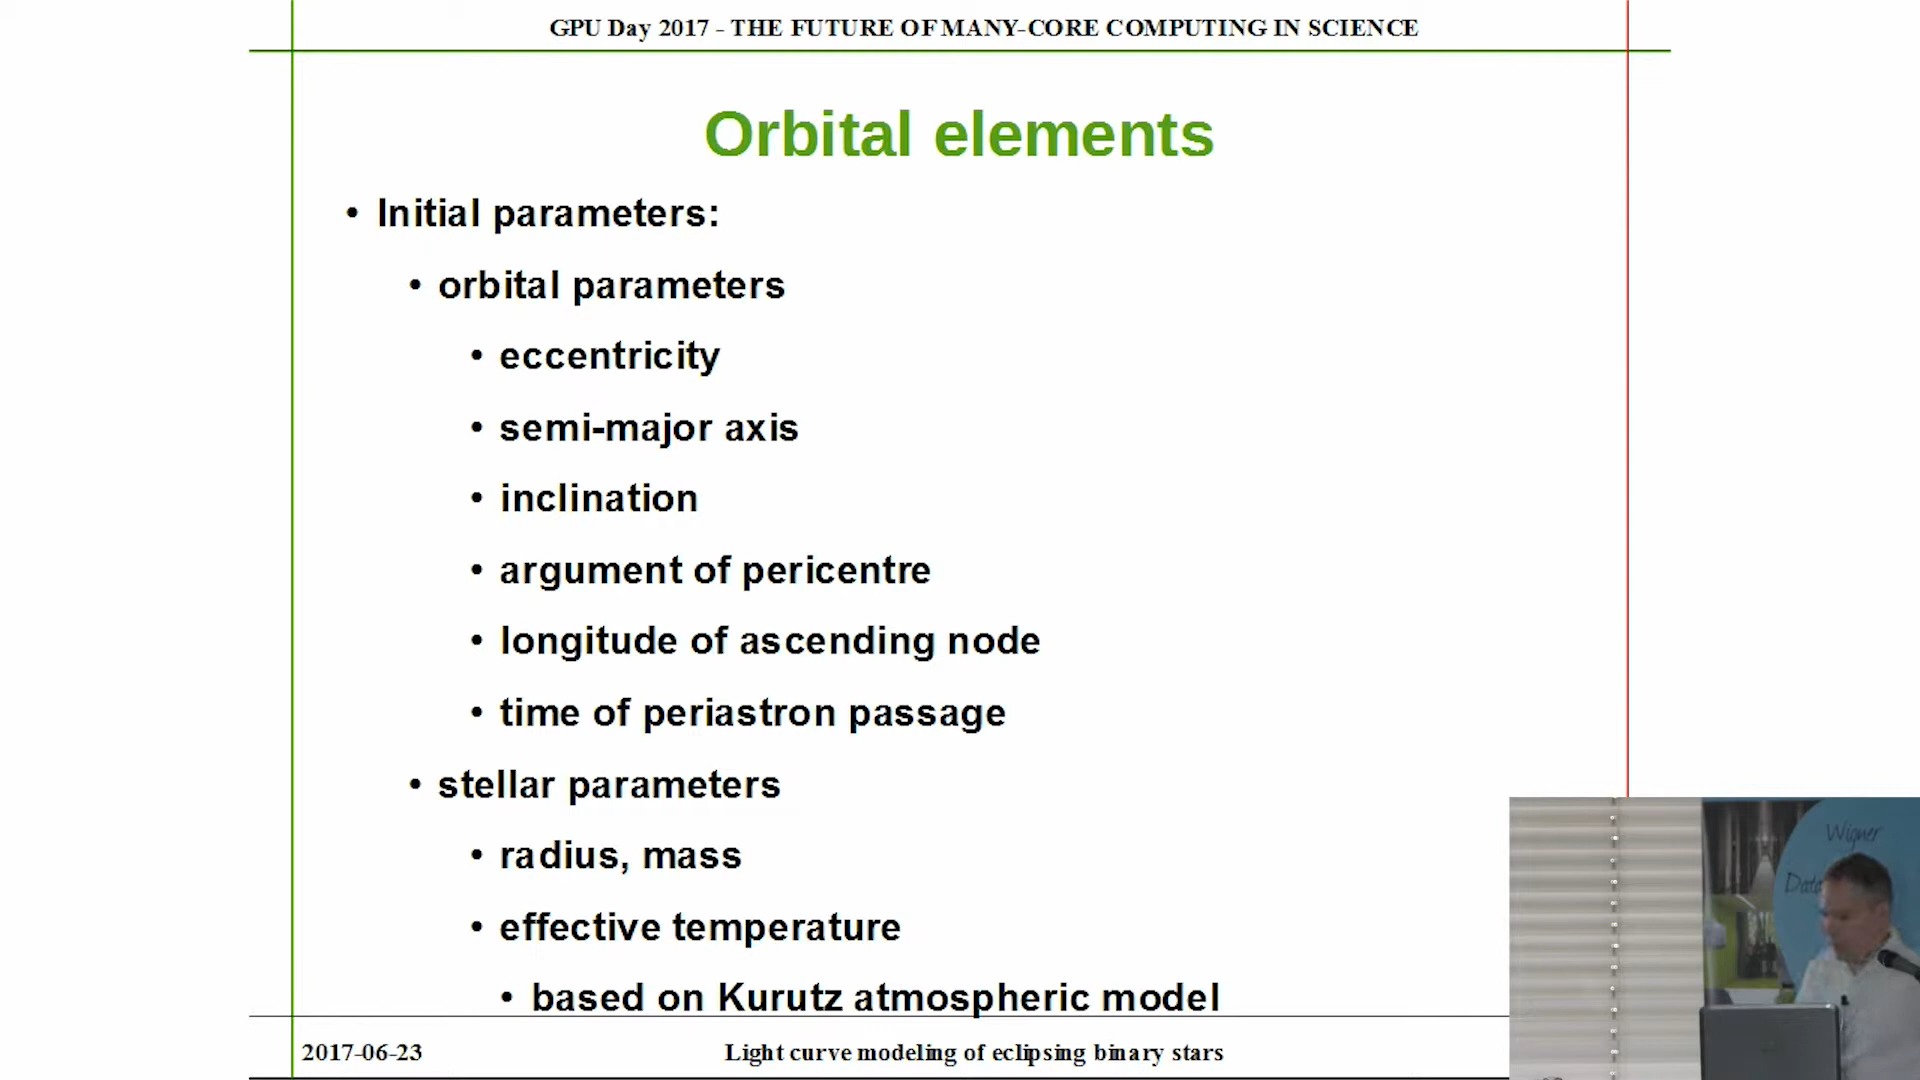 GPU Day 2017 - THE FUTURE OF MANY-CORE COMPUTING IN SCIENCE
Orbital elements
• Initial parameters:
• orbital parameters
• eccentricity
• semi-major axis
• inclination
• argument of pericentre
• longitude of ascending node
• time of periastron passage
• stellar parameters
• radius, mass
• effective temperature
• based on Kurutz atmospheric model
Wigner
Data
2017-06-23
Light curve modeling of eclipsing binary stars